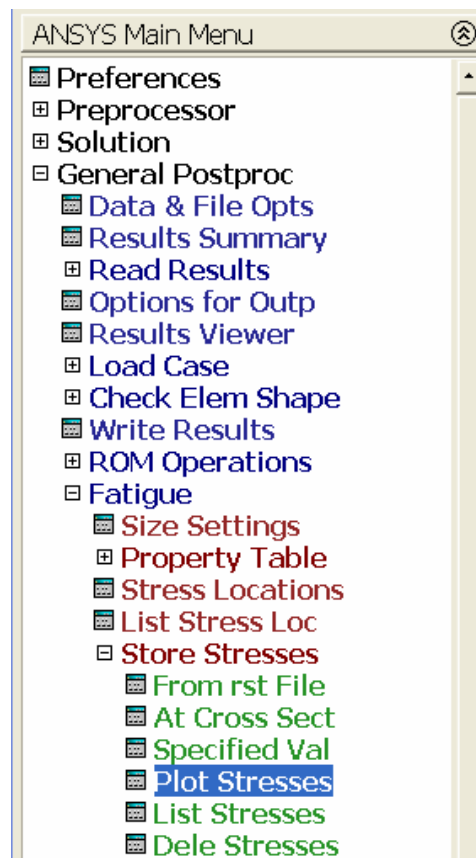 ANSYS Main Menu
Preferences
Preprocessor
Solution
General Postproc
Data & File Opts
Results Summary
Read Results
Options for Outp
Results Viewer
Load Case
Check Elem Shape
Write Results
ROM Operations
Fatigue
Size Settings
Property Table
Stress Locations
List Stress Loc
Store Stresses
From rst File
At Cross Sect
Specified Val
Plot Stresses
List Stresses
Dele Stresses